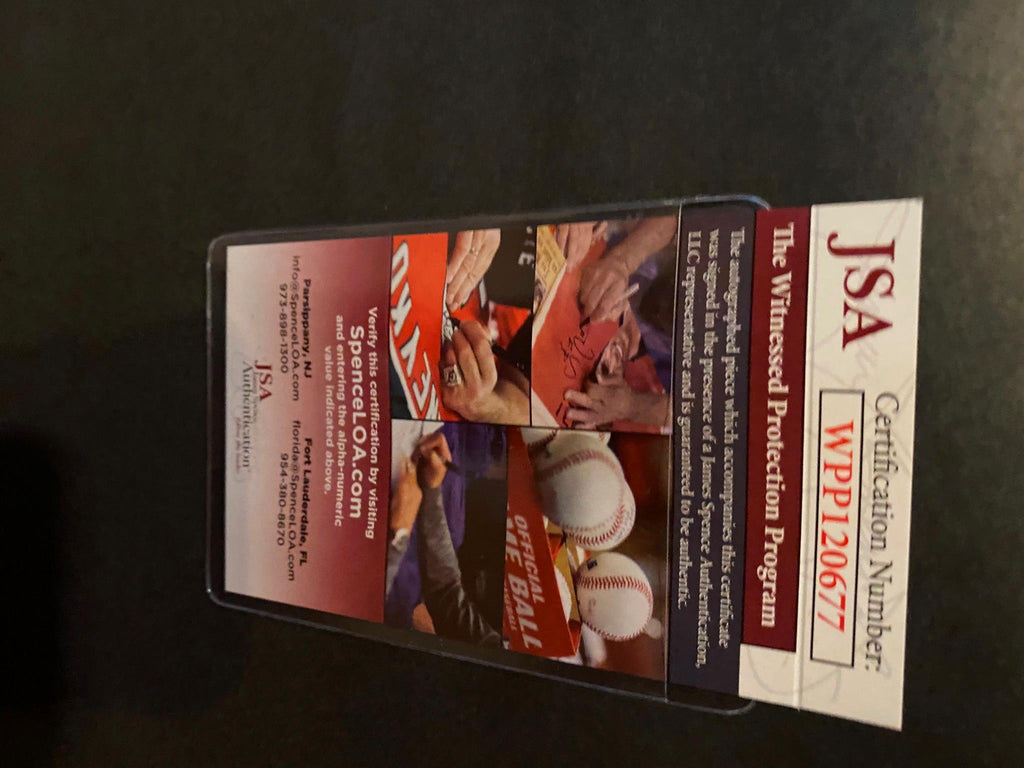 JSA
Certification Number:
WPP120677
The Witnessed Protection Program
The autographed piece which accompanies this certificate
was signed in the presence of a James Spence Authentication,
LLC representative and is guaranteed to be authentic.
OFFICIAL
ME BALL
Verify this certification by visiting
SpenceLOA.com
and entering the alpha-numeric
value indicated above.
Parsippany, NJ
info@SpenceLOA.com
973-898-1300
Fort Lauderdale, FL
florida@SpenceLOA.com
954-380-8670
JSA
Authentication